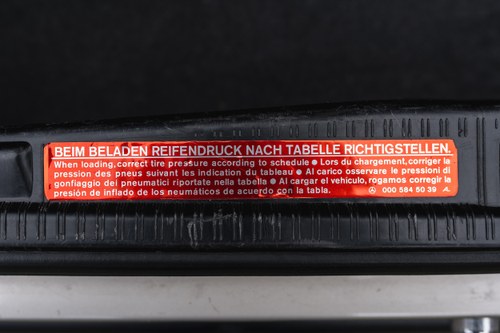 BEIM BELADEN REIFENDRUCK NACH TABELLE RICHTIGSTELLEN.
When loading, correct tire pressure according to schedule ● Lors du chargement, corriger la
pression des pneus suivant les indication du tableau ● Al carico osservare le pressioni di
gonfiaggio dei pneumatici riportate nella tabella ● Al cargar el vehiculo, rogamos corregir la
presión de inflado de los neumáticos de acuerdo con la tabla. 000 584 50 39 A.